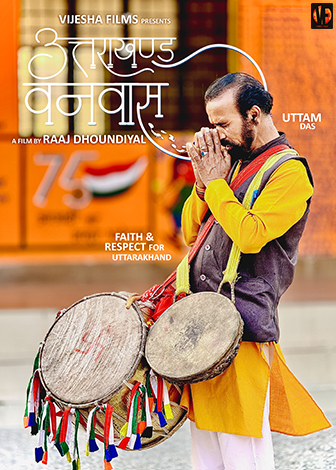 VIJESHA FILMS PRESENTS
उत्तराखण्ड
वनवास
A FILM BY RAAJ DHOUNDIYAL
UTTAM
DAS
75
FAITH &
RESPECT FOR
UTTARAKHAND